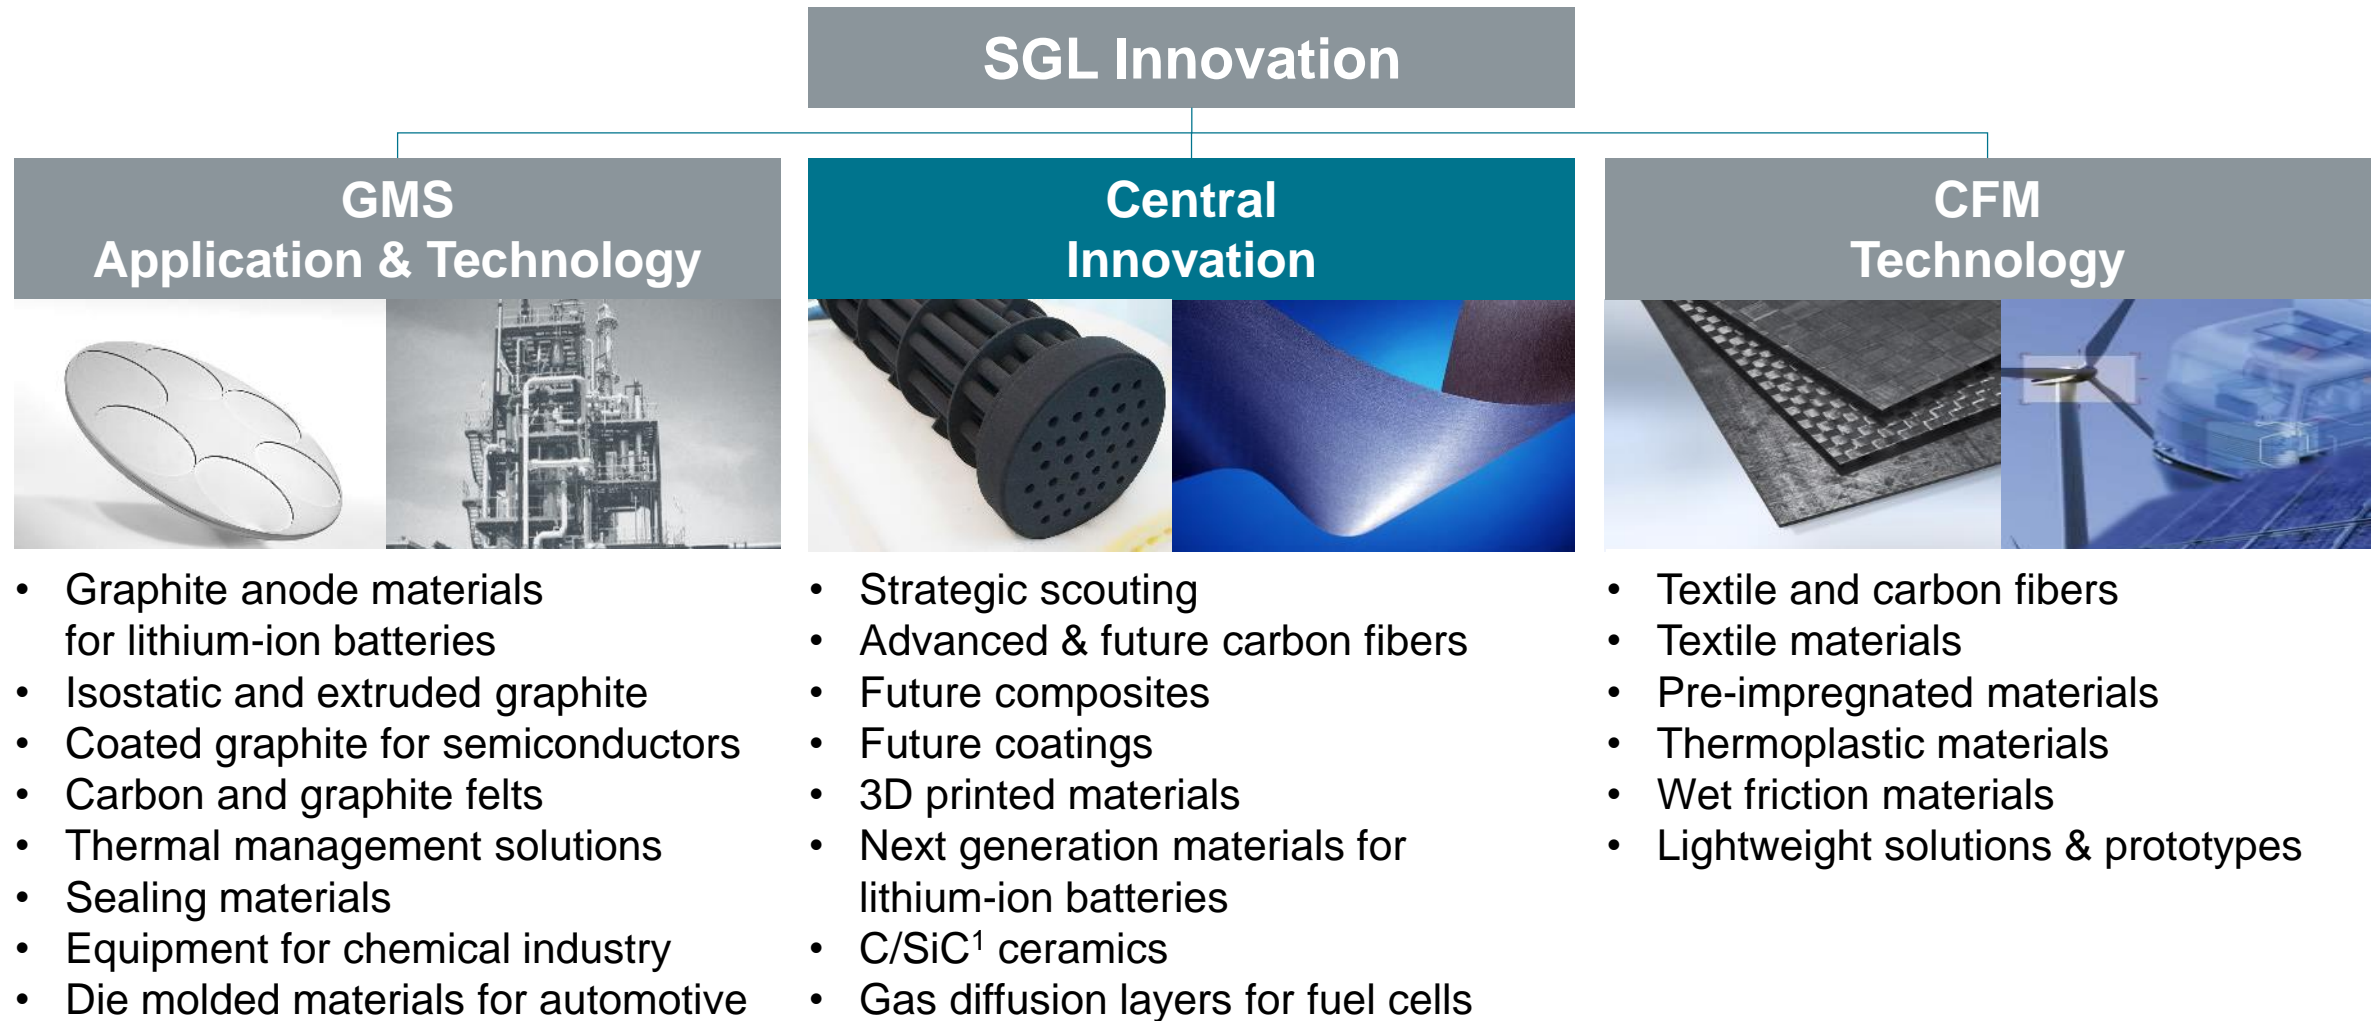 SGL Innovation
GMS
Application & Technology
• Graphite anode materials
for lithium-ion batteries
• Isostatic and extruded graphite
• Coated graphite for semiconductors
• Carbon and graphite felts
• Thermal management solutions
• Sealing materials
• Equipment for chemical industry
• Die molded materials for automotive
Central
Innovation
• Strategic scouting
• Advanced & future carbon fibers
• Future composites
• Future coatings
• 3D printed materials
• Next generation materials for
lithium-ion batteries
• C/SiC¹ ceramics
• Gas diffusion layers for fuel cells
CFM
Technology
• Textile and carbon fibers
• Textile materials
• Pre-impregnated materials
• Thermoplastic materials
• Wet friction materials
• Lightweight solutions & prototypes